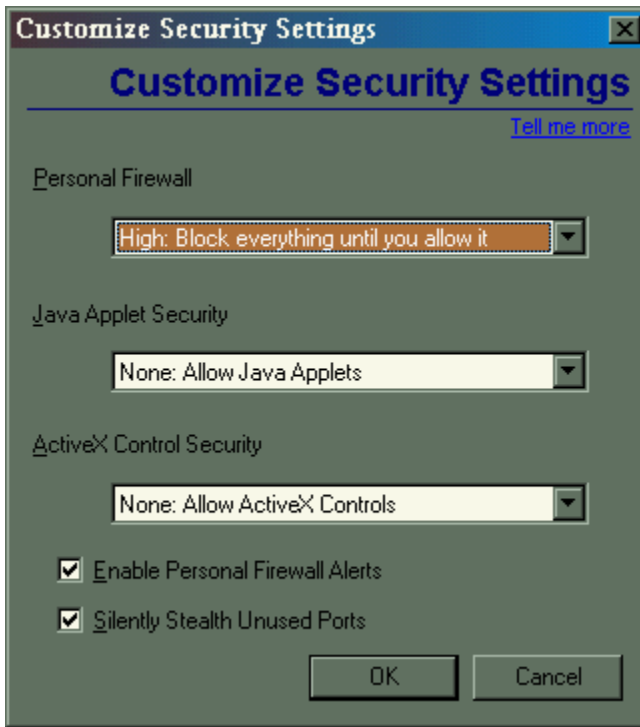 Customize Security Settings
Customize Security Settings
Tell me more
Personal Firewall
High: Block everything until you allow it
Java Applet Security
None: Allow Java Applets
ActiveX Control Security
None: Allow ActiveX Controls
Enable Personal Firewall Alerts
Silently Stealth Unused Ports
OK Cancel